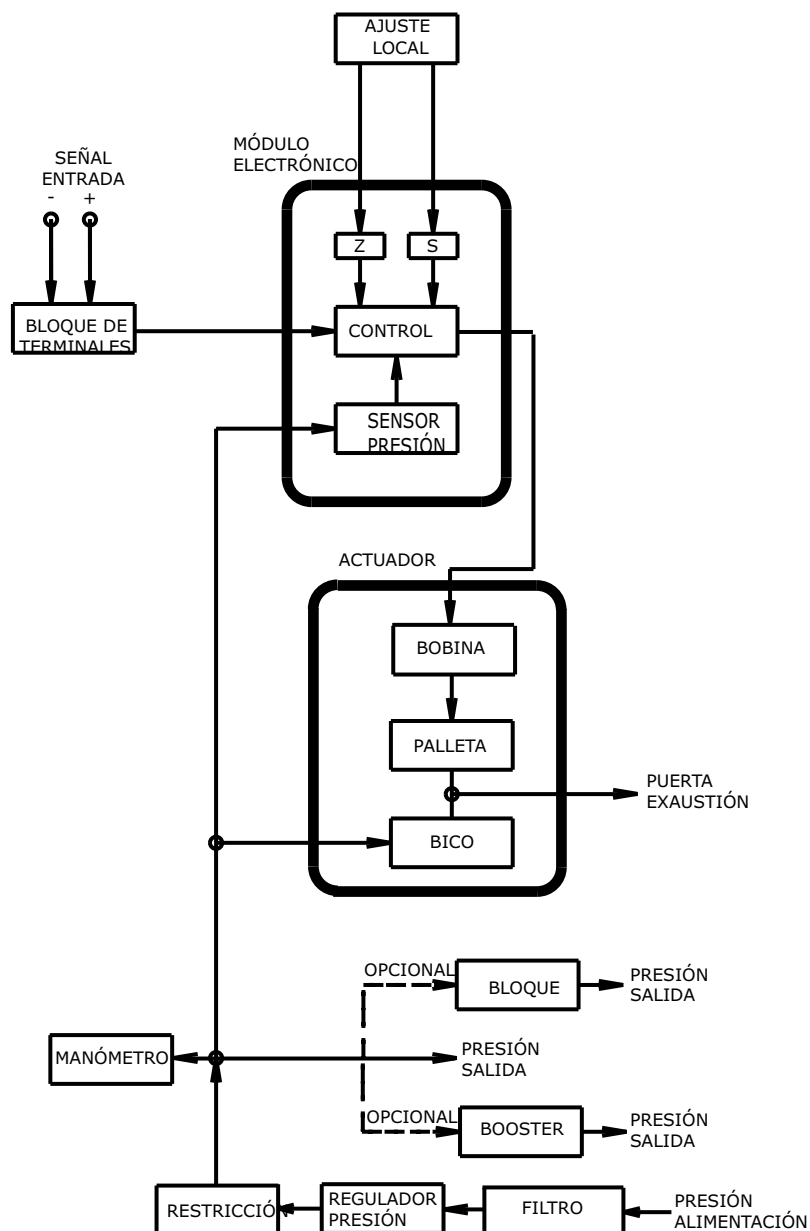 AJUSTE
LOCAL
MÓDULO
ELECTRÓNICO
SEÑAL
ENTRADA
- +
Z
S
BLOQUE DE
TERMINALES
CONTROL
SENSOR
PRESIÓN
ACTUADOR
BOBINA
PALLETA
PUERTA
EXAUSTIÓN
BICO
OPCIONAL
BLOQUE
PRESIÓN
SALIDA
MANÓMETRO
PRESIÓN
SALIDA
OPCIONAL
BOOSTER
PRESIÓN
SALIDA
RESTRICCIÓN
REGULADOR
PRESIÓN
FILTRO
PRESIÓN
ALIMENTACIÓN